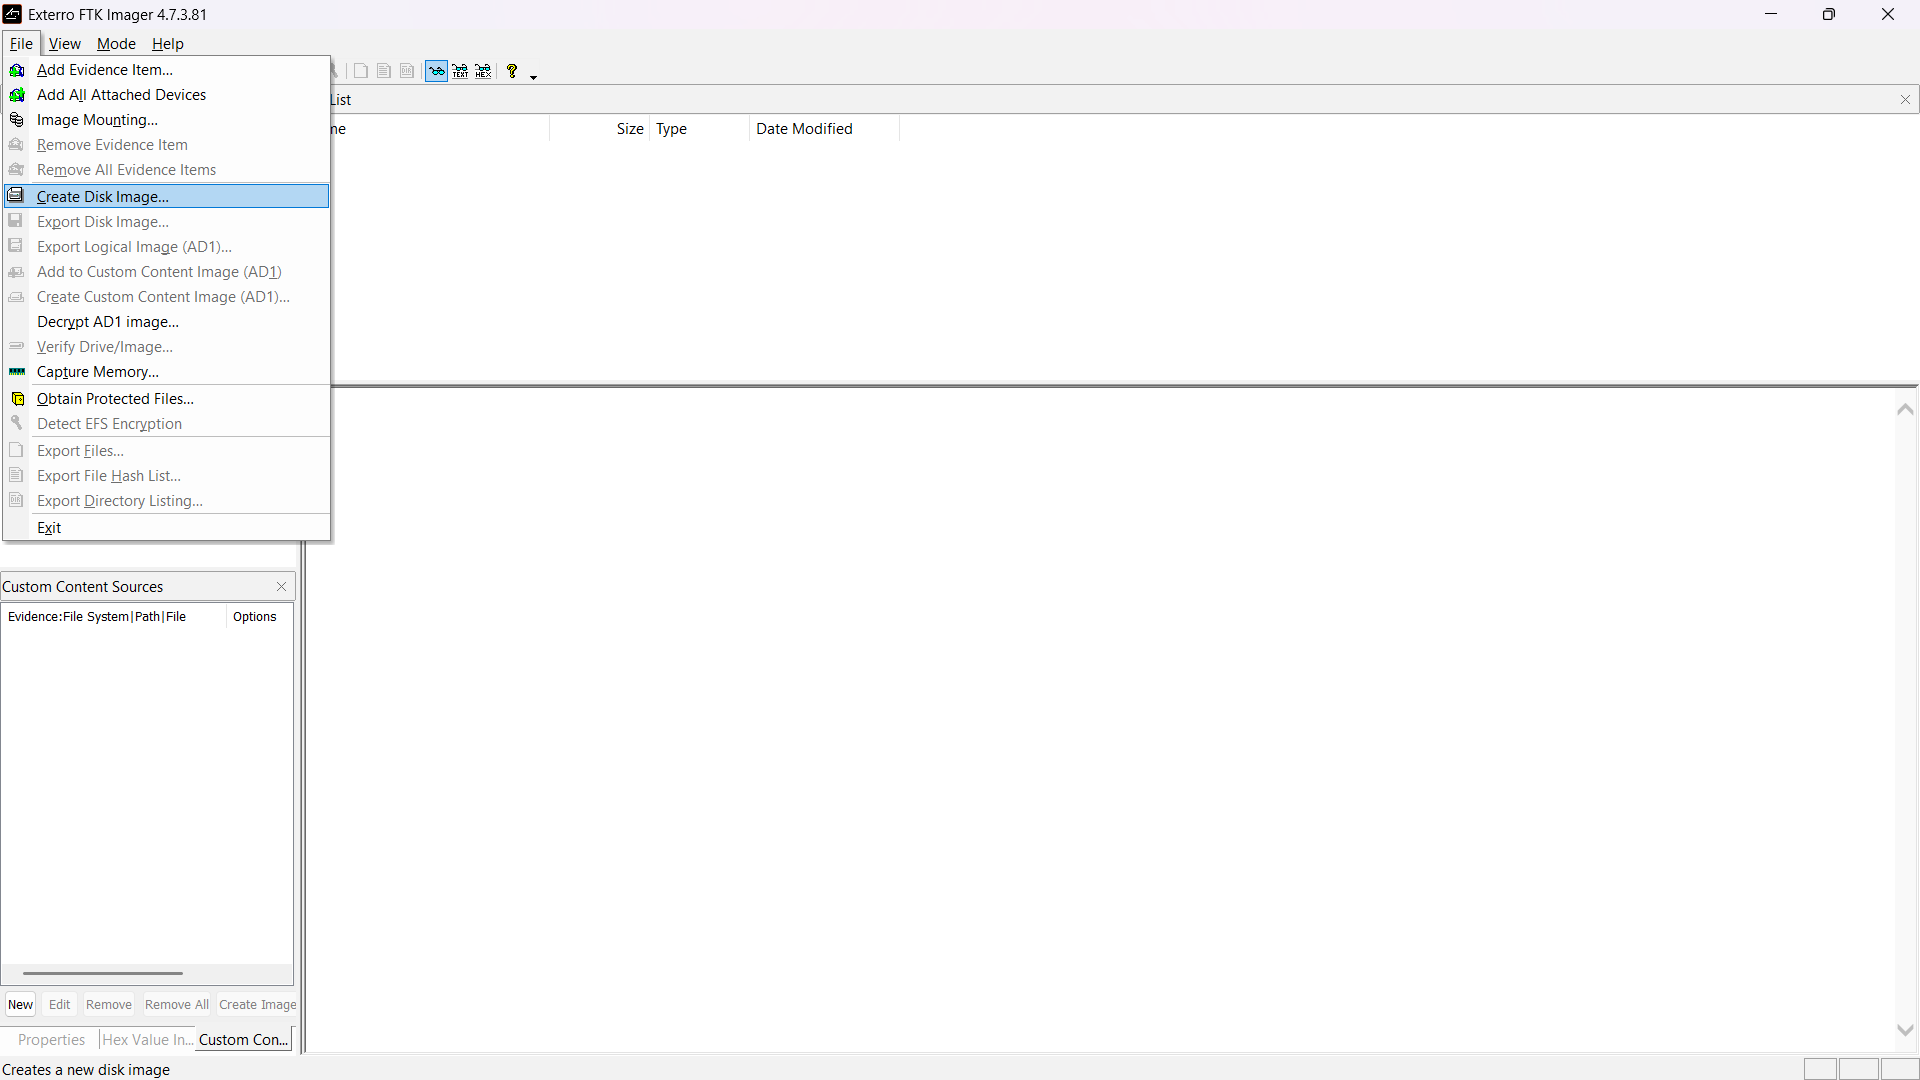 Exterro FTK Imager 4.7.3.81
File View Mode Help
Add Evidence Item...
Add All Attached Devices
Image Mounting...
Remove Evidence Item
Remove All Evidence Items
Create Disk Image...
Export Disk Image...
Export Logical Image (AD1)...
Add to Custom Content Image (AD1)
Create Custom Content Image (AD1)...
Decrypt AD1 image...
Verify Drive/Image...
Capture Memory...
Obtain Protected Files...
Detect EFS Encryption
Export Files...
Export File Hash List...
Export Directory Listing...
Exit
TEXT HEX
List
me Size Type Date Modified
Custom Content Sources
Evidence:File System|Path|File Options
New Edit Remove Remove All Create Image
Properties Hex Value In... Custom Con...
Creates a new disk image